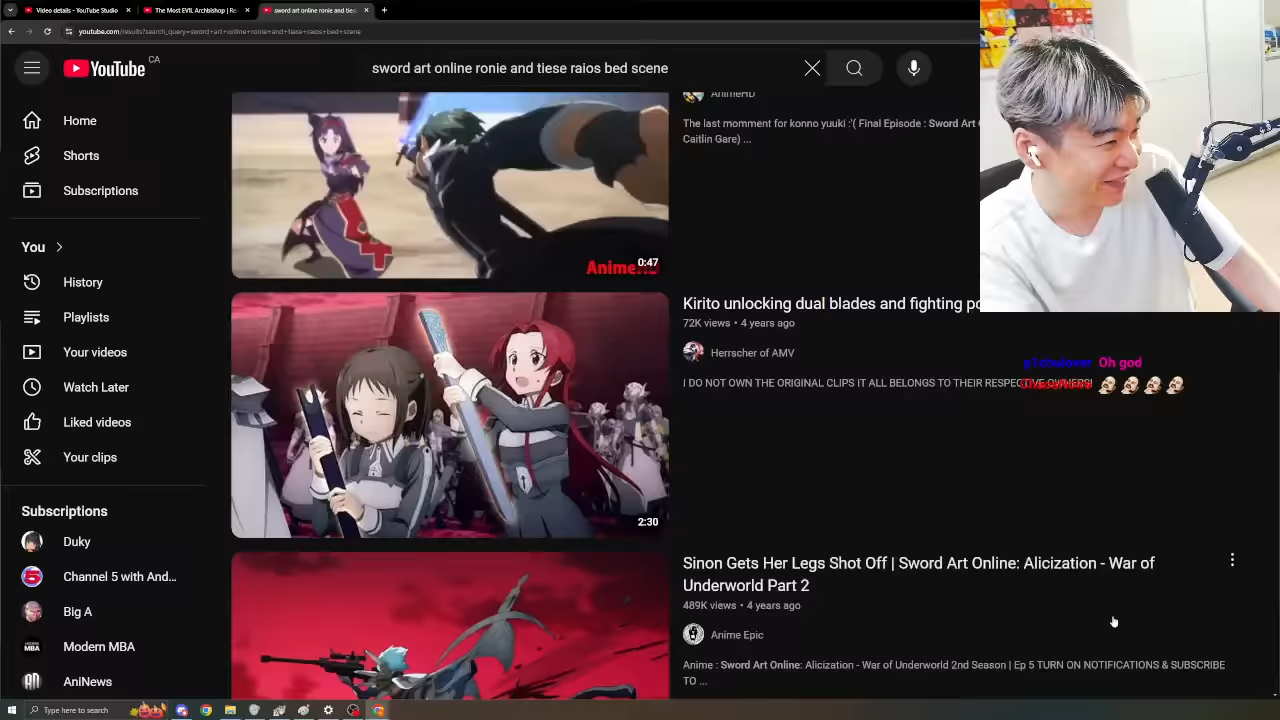 Video details - YouTube Studio
The Most EVIL Archbishop | Re
sword art online ronie and ties
youtube.com/results?search_query=sword+art+online+ronie+and+tiese+raios+bed+scene
YouTube CA
sword art online ronie and tiese raios bed scene
Home
Shorts
Subscriptions
You
History
Playlists
Your videos
Watch Later
Liked videos
Your clips
Subscriptions
Duky
Channel 5 with And...
Big A
Modern MBA
AniNews
0:47
AnimeHD
The last momment for konno yuuki :'( Final Episode : Sword Art
Caitlin Gare) ...
2:30
Kirito unlocking dual blades and fighting po
72K views • 4 years ago
Herrscher of AMV
I DO NOT OWN THE ORIGINAL CLIPS IT ALL BELONGS TO THEIR RESPECTIVE OWNERS!
p1chulover Oh god
Sinon Gets Her Legs Shot Off | Sword Art Online: Alicization - War of
Underworld Part 2
489K views • 4 years ago
Anime Epic
Anime : Sword Art Online: Alicization - War of Underworld 2nd Season | Ep 5 TURN ON NOTIFICATIONS & SUBSCRIBE
TO ...
Type here to search